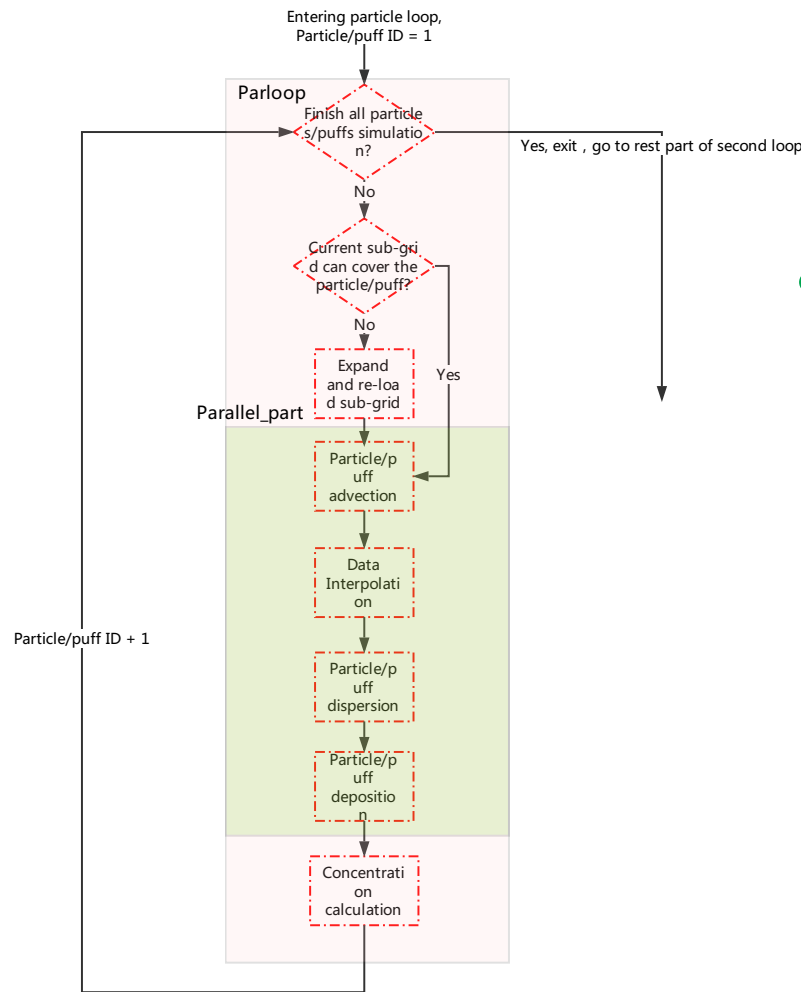 Entering particle loop,
Particle/puff ID = 1
Parloop
Finish all particle
s/puffs simulatio
n?
Yes, exit , go to rest part of second loop
No
Current sub-gri
d can cover the
particle/puff?
No
Expand
and re-loa
d sub-grid
Yes
Parallel_part
Particle/p
uff
advection
Data
Interpolati
on
Particle/puff ID + 1
Particle/p
uff
dispersion
Particle/p
uff
depositio
n
Concentrati
on
calculation